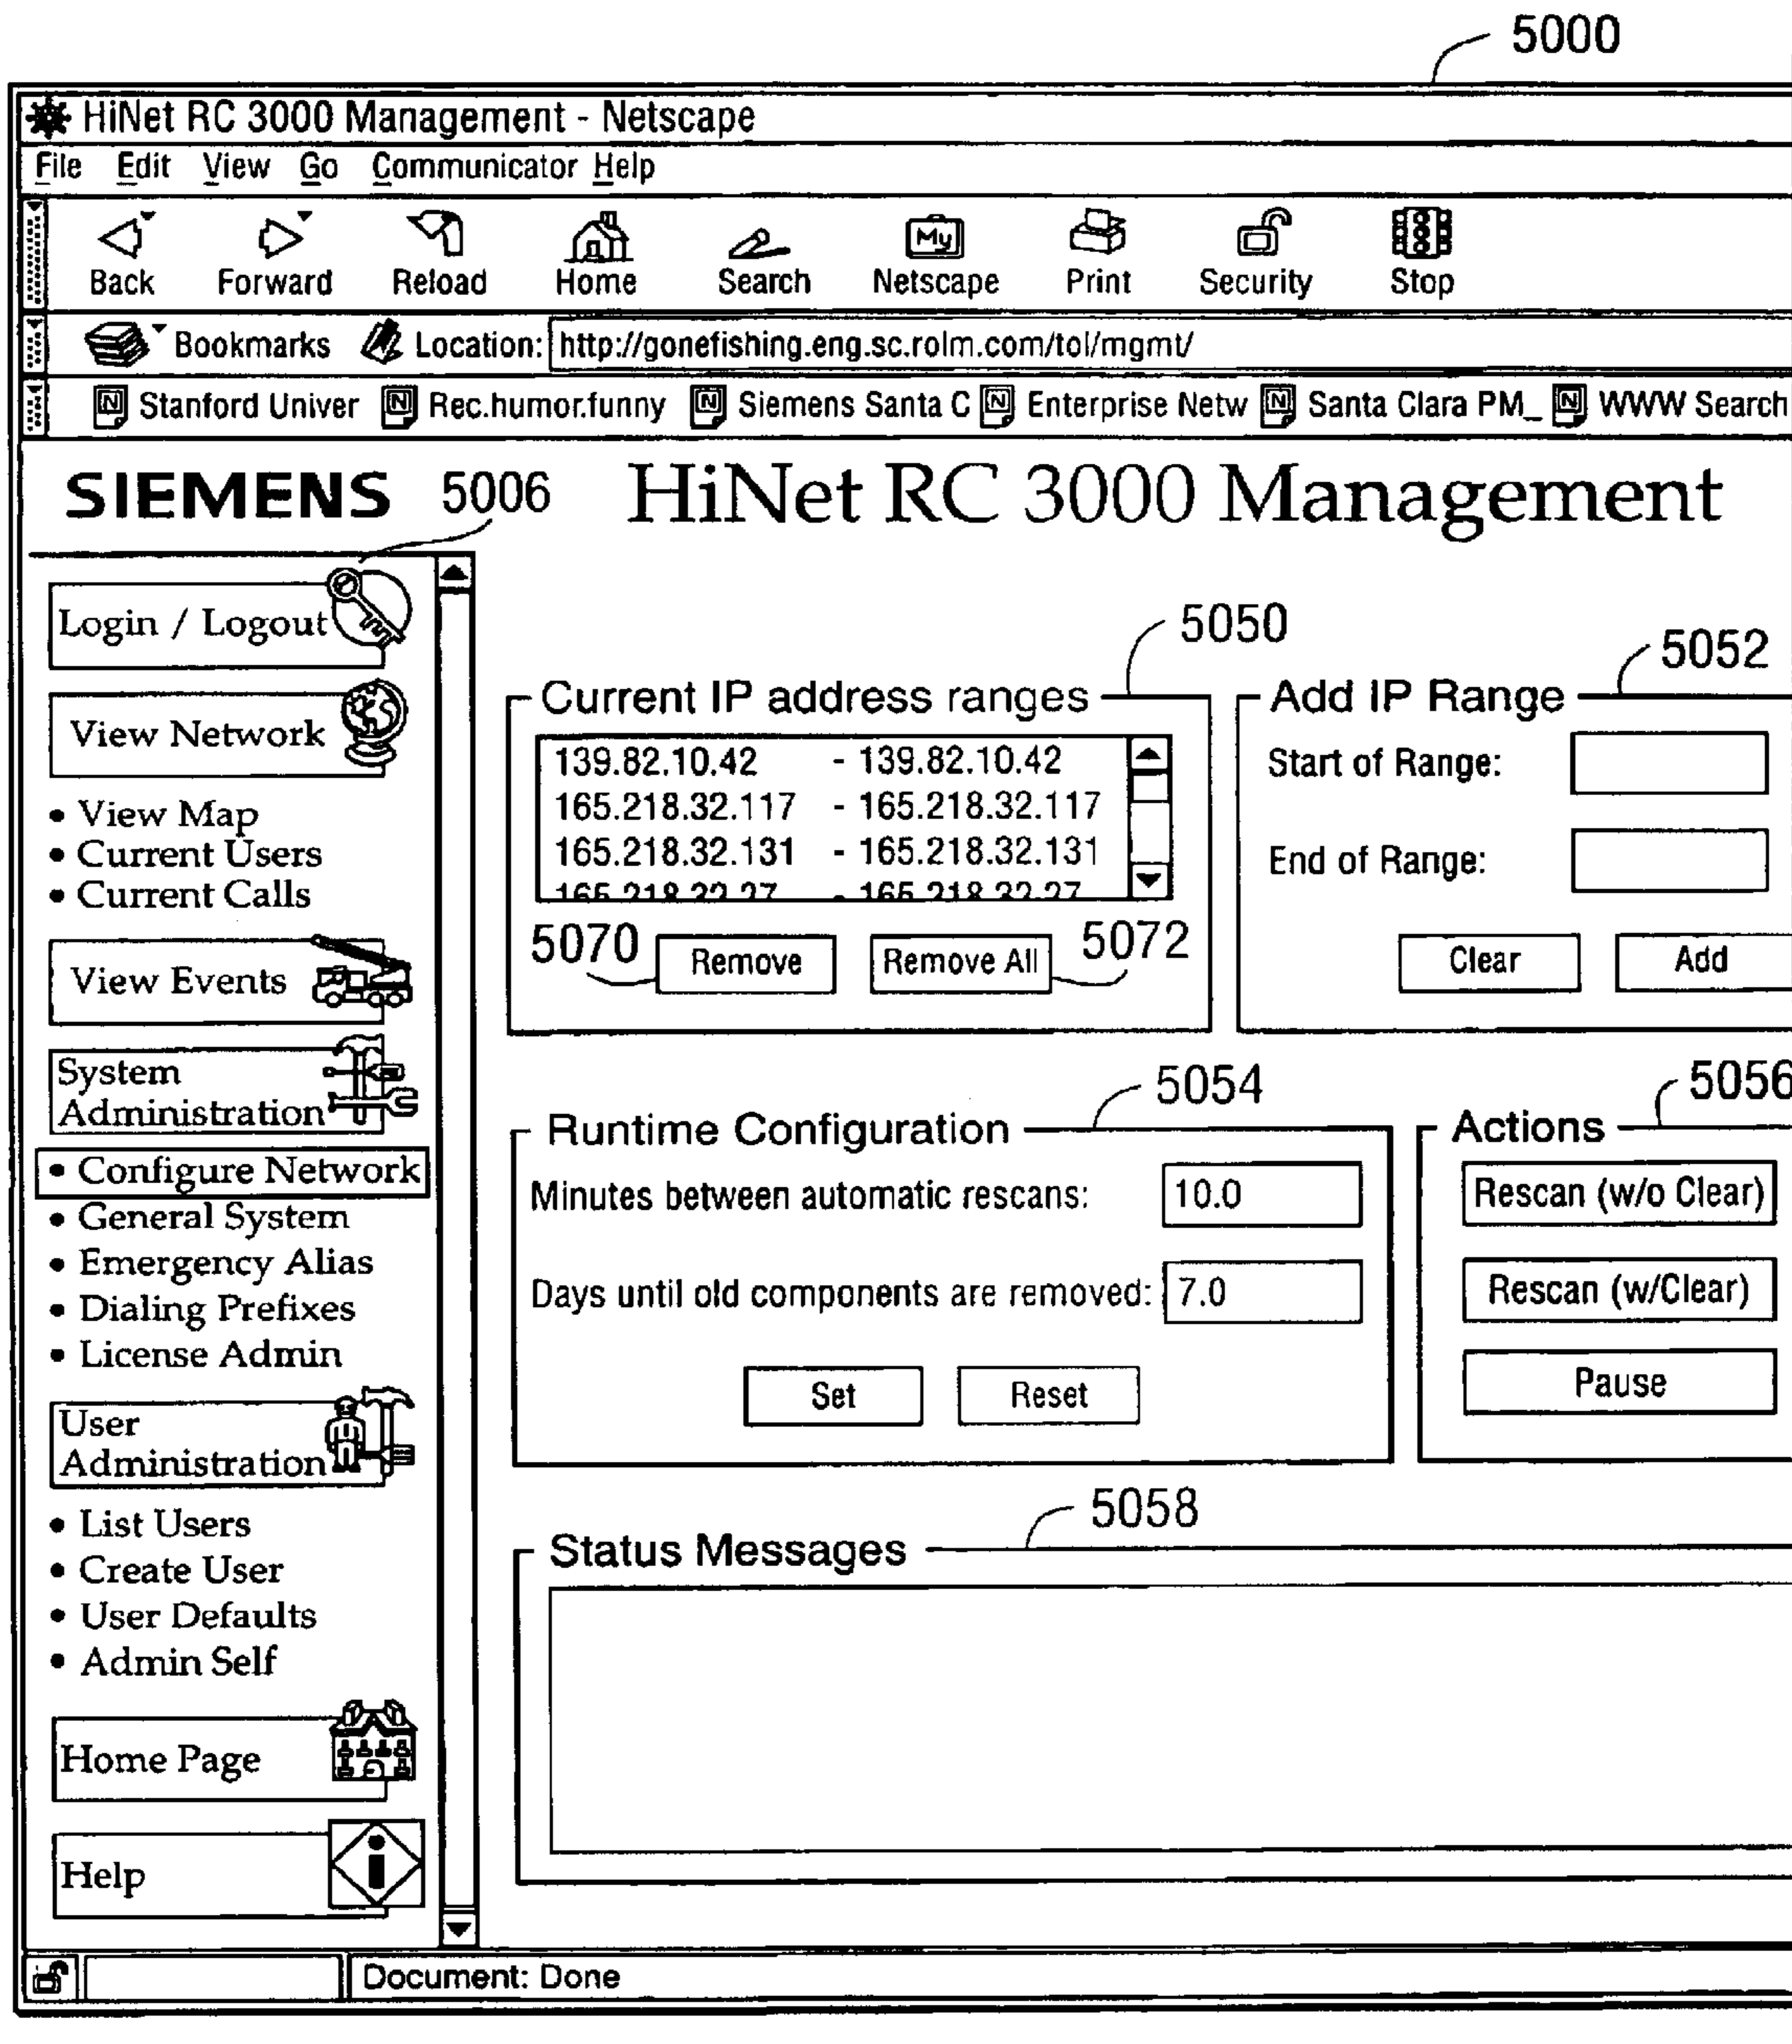 5000
HiNet RC 3000 Management - Netscape
File Edit View Go Communicator Help
Back Forward Reload Home Search My Netscape Print Security Stop
Bookmarks Location: http://gonefishing.eng.sc.rolm.com/tol/mgmt/
Stanford Univer Rec.humor.funny Siemens Santa C Enterprise Netw Santa Clara PM_ WWW Search
SIEMENS 5006 HiNet RC 3000 Management
Login / Logout
View Network
• View Map
• Current Users
• Current Calls
View Events
System
Administration
• Configure Network
• General System
• Emergency Alias
• Dialing Prefixes
• License Admin
User
Administration
• List Users
• Create User
• User Defaults
• Admin Self
Home Page
Help
5050
Current IP address ranges
139.82.10.42 - 139.82.10.42
165.218.32.117 - 165.218.32.117
165.218.32.131 - 165.218.32.131
5070 Remove Remove All 5072
5052
Add IP Range
Start of Range:
End of Range:
Clear Add
5054
Runtime Configuration
Minutes between automatic rescans: 10.0
Days until old components are removed: 7.0
Set Reset
5056
Actions
Rescan (w/o Clear)
Rescan (w/Clear)
Pause
5058
Status Messages
Document: Done